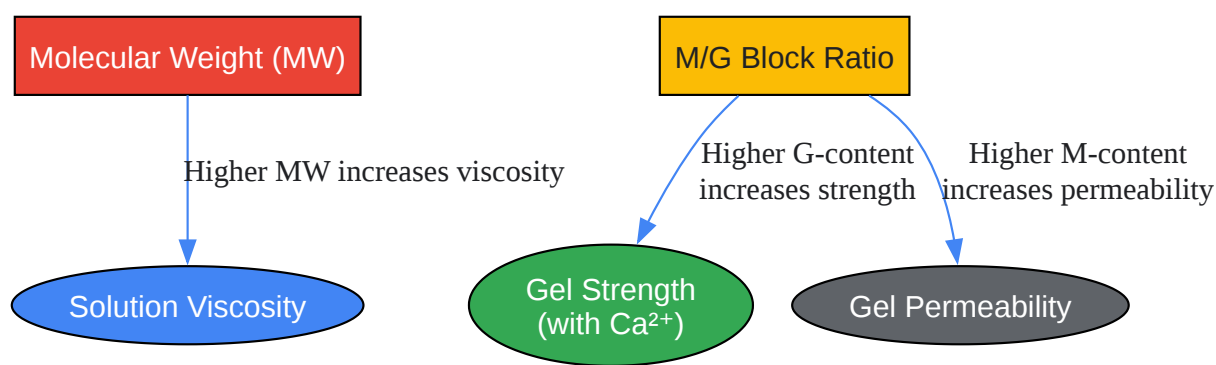 Molecular Weight (MW)
M/G Block Ratio
Higher MW increases viscosity
Higher G-content
increases strength
Higher M-content
increases permeability
Solution Viscosity
Gel Strength
(with Ca²⁺)
Gel Permeability